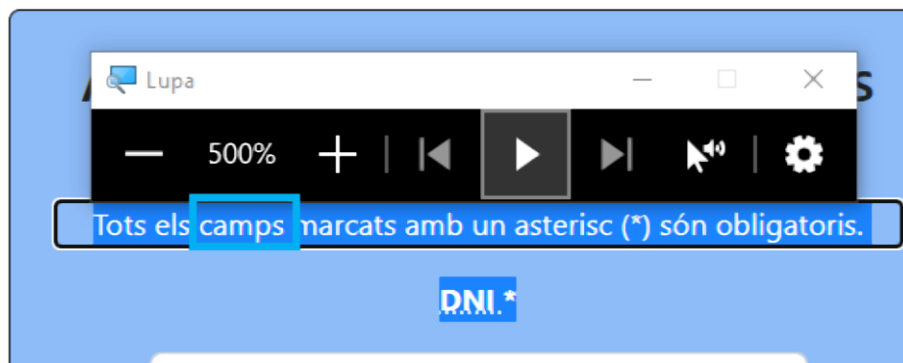 Lupa
500%
Tots els camps marcats amb un asterisc (*) són obligatoris.
DNI *